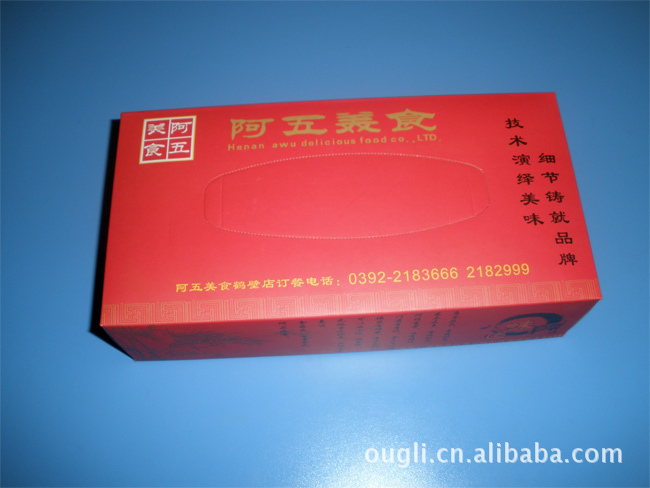 阿五
美食
阿五美食
Henan awu delicious food co.,LTD.
技术演绎美味
细节铸就品牌
阿五美食鹤壁店订餐电话：0392-2183666 2182999
ougli.cn.alibaba.com